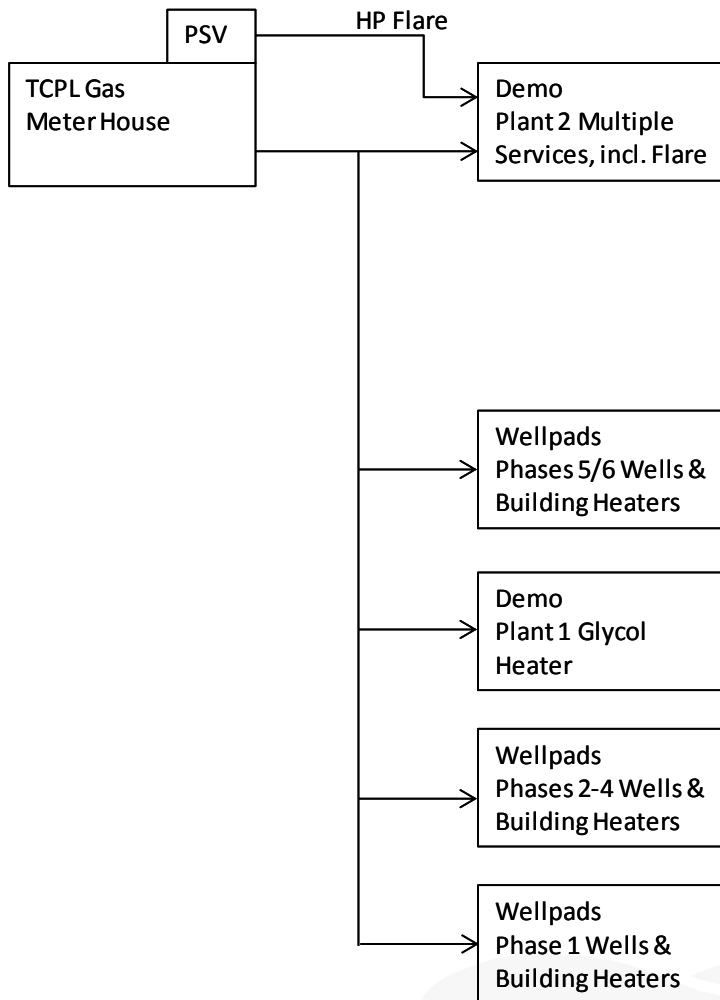 HP Flare
PSV
TCPL Gas
Meter House
Demo
Plant 2 Multiple
Services, incl. Flare
Wellpads
Phases 5/6 Wells &
Building Heaters
Demo
Plant 1 Glycol
Heater
Wellpads
Phases 2-4 Wells &
Building Heaters
Wellpads
Phase 1 Wells &
Building Heaters